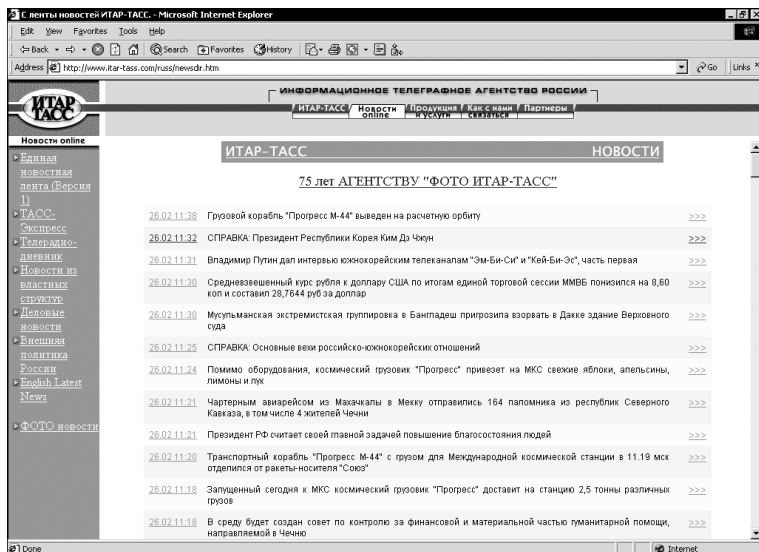 С ленты новостей ИТАР-ТАСС. - Microsoft Internet Explorer
Edit View Favorites Tools Help
Back Search Favorites History
Address http://www.itar-tass.com/russ/newsdir.htm Go Links »
ИТАР
ТАСС
ИНФОРМАЦИОННОЕ ТЕЛЕГРАФНОЕ АГЕНТСТВО РОССИИ
ИТАР-ТАСС Новости Продукция Как с нами Партнеры
online и услуги связаться
Новости online
Единая
новостная
лента (Версия
1)
ТАСС-
Экспресс
Телерадио-
дневник
Новости из
властных
структур
Деловые
новости
Внешняя
политика
России
English Latest
News
ФОТО новости
ИТАР-ТАСС НОВОСТИ
75 лет АГЕНТСТВУ "ФОТО ИТАР-ТАСС"
26.02 11:38 Грузовой корабль "Прогресс М-44" выведен на расчетную орбиту >>>
26.02 11:32 СПРАВКА: Президент Республики Корея Ким Дэ Чжун >>>
26.02 11:31 Владимир Путин дал интервью южнокорейским телеканалам "Эм-Би-Си" и "Кей-Би-Эс", часть первая >>>
26.02 11:30 Средневзвешенный курс рубля к доллару США по итогам единой торговой сессии ММВБ понизился на 8,60 >>>
коп и составил 28,7644 руб за доллар
26.02 11:30 Мусульманская экстремистская группировка в Бангладеш пригрозила взорвать в Дакке здание Верховного >>>
суда
26.02 11:25 СПРАВКА: Основные вехи российско-южнокорейских отношений >>>
26.02 11:24 Помимо оборудования, космический грузовик "Прогресс" привезет на МКС свежие яблоки, апельсины, >>>
лимоны и лук
26.02 11:21 Чартерным авиарейсом из Махачкалы в Мекку отправились 164 паломника из республик Северного >>>
Кавказа, в том числе 4 жителей Чечни
26.02 11:21 Президент РФ считает своей главной задачей повышение благосостояния людей >>>
26.02 11:20 Транспортный корабль "Прогресс М-44" с грузом для Международной космической станции в 11.19 мск >>>
отделился от ракеты-носителя "Союз"
26.02 11:18 Запущенный сегодня к МКС космический грузовик "Прогресс" доставит на станцию 2,5 тонны различных >>>
грузов
26.02 11:18 В среду будет создан совет по контролю за финансовой и материальной частью гуманитарной помощи, >>>
направляемой в Чечню
Done Internet